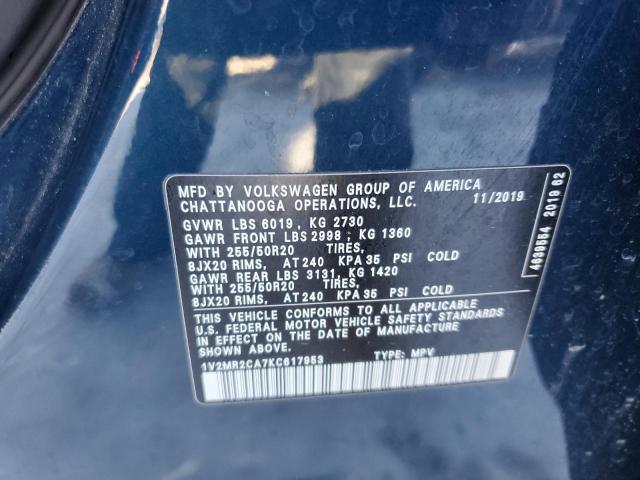 MFD BY VOLKSWAGEN GROUP OF AMERICA
CHATTANOOGA OPERATIONS, LLC. 11/2019
GVWR LBS 6019, KG 2730
GAWR FRONT LBS 2998, KG 1360
WITH 255/50R20 TIRES,
8JX20 RIMS, AT 240 KPA 35 PSI COLD
GAWR REAR LBS 3131, KG 1420
WITH 255/50R20 TIRES,
8JX20 RIMS, AT 240 KPA 35 PSI COLD
THIS VEHICLE CONFORMS TO ALL APPLICABLE
U.S. FEDERAL MOTOR VEHICLE SAFETY STANDARDS
IN EFFECT ON THE DATE OF MANUFACTURE
SHOWN ABOVE.
1V2MR2CA7KC617953 TYPE: MPV
4639554 2019 62